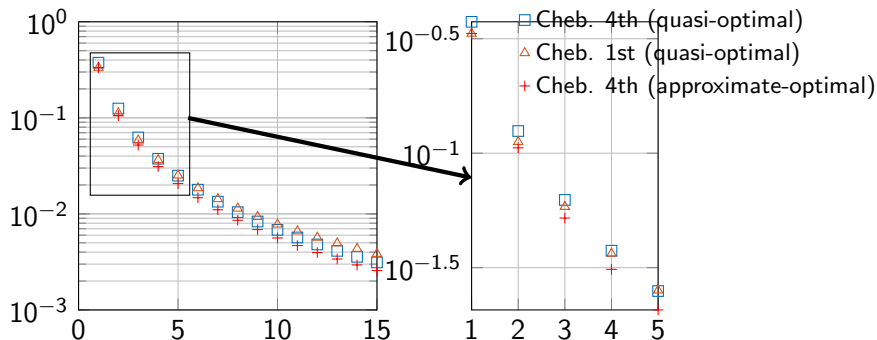 10^0
10^−1
10^−2
10^−3
0 5 10 15
10^−0.5
10^−1
10^−1.5
1 2 3 4 5
Cheb. 4th (quasi-optimal)
Cheb. 1st (quasi-optimal)
Cheb. 4th (approximate-optimal)